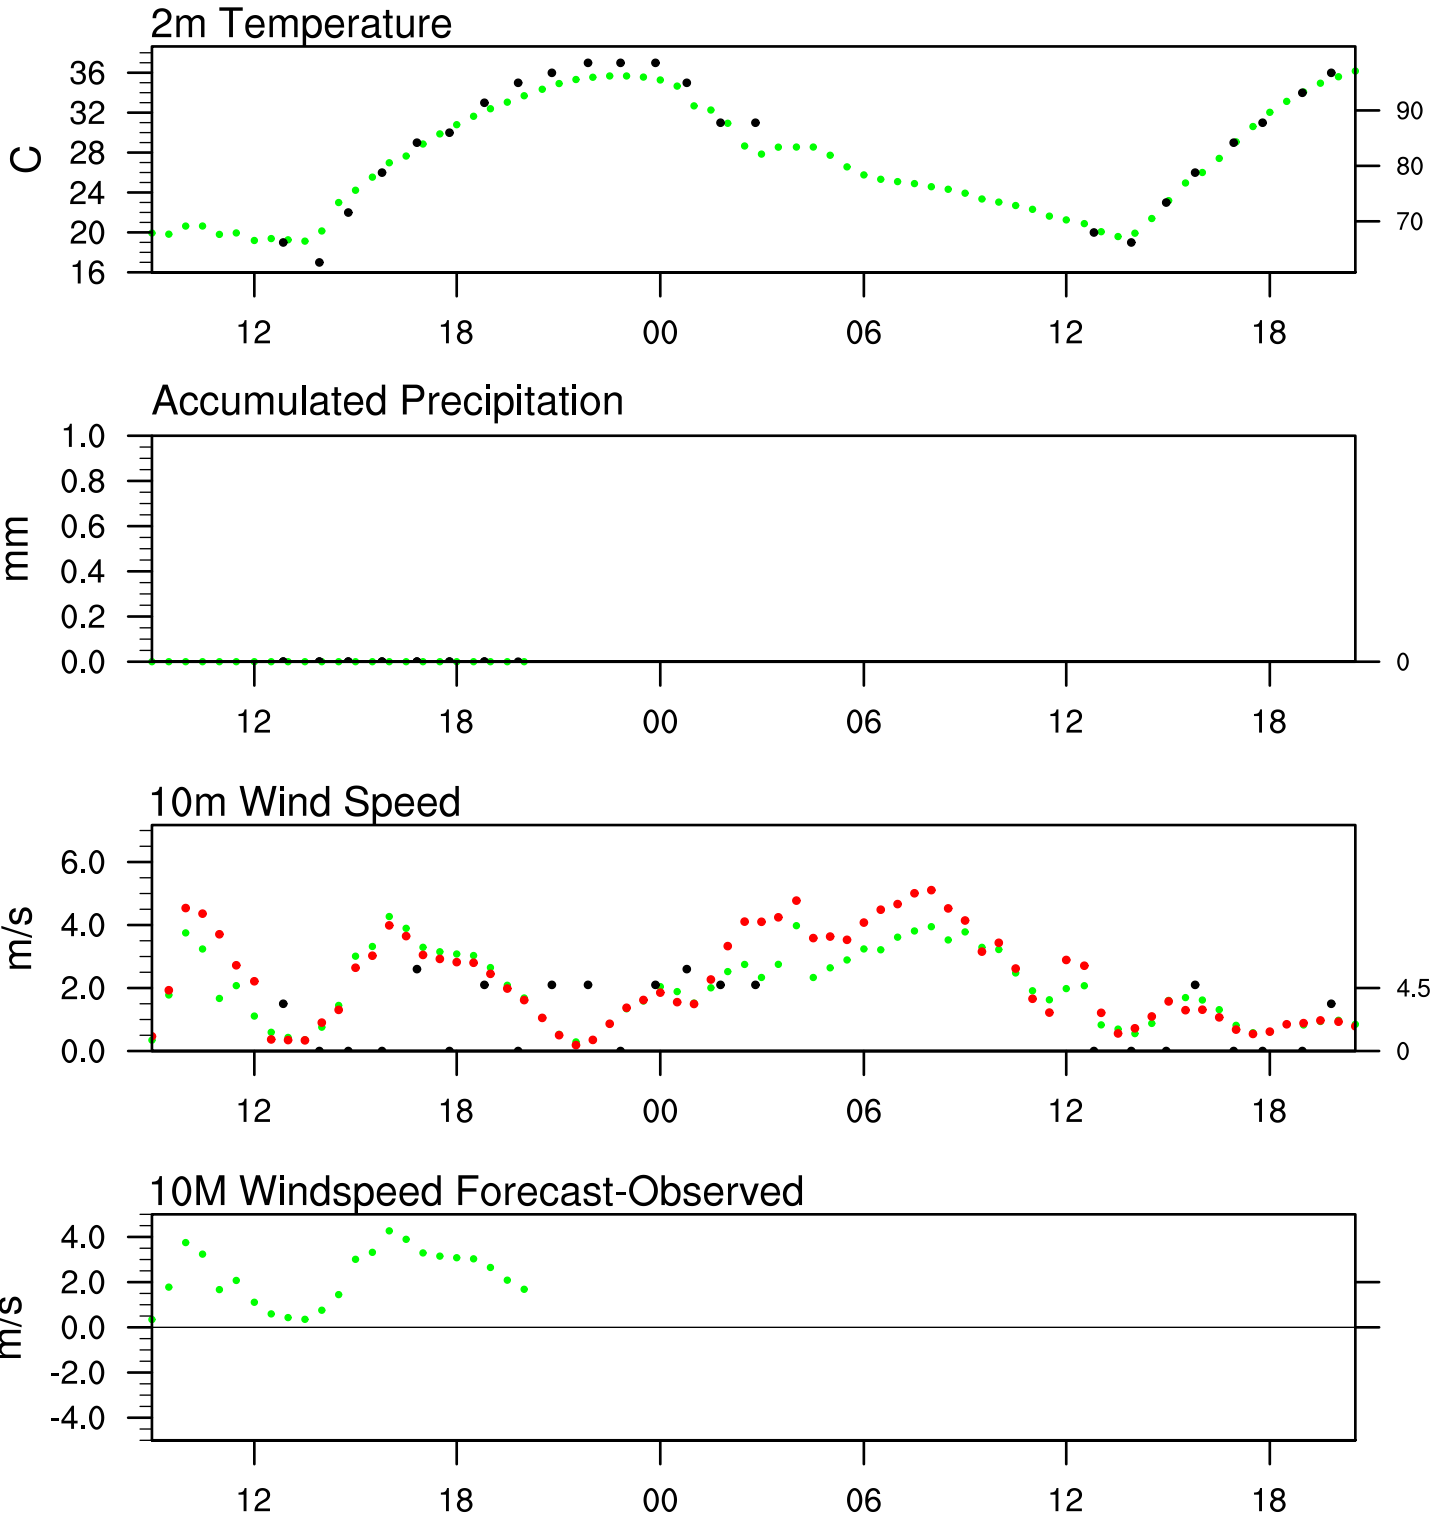 2m Temperature
36
32
28
24
20
16
C
90
80
70
12 18 00 06 12 18
Accumulated Precipitation
1.0
0.8
0.6
0.4
0.2
0.0
mm
0
12 18 00 06 12 18
10m Wind Speed
6.0
4.0
2.0
0.0
m/s
4.5
0
12 18 00 06 12 18
10M Windspeed Forecast-Observed
4.0
2.0
0.0
-2.0
-4.0
m/s
12 18 00 06 12 18